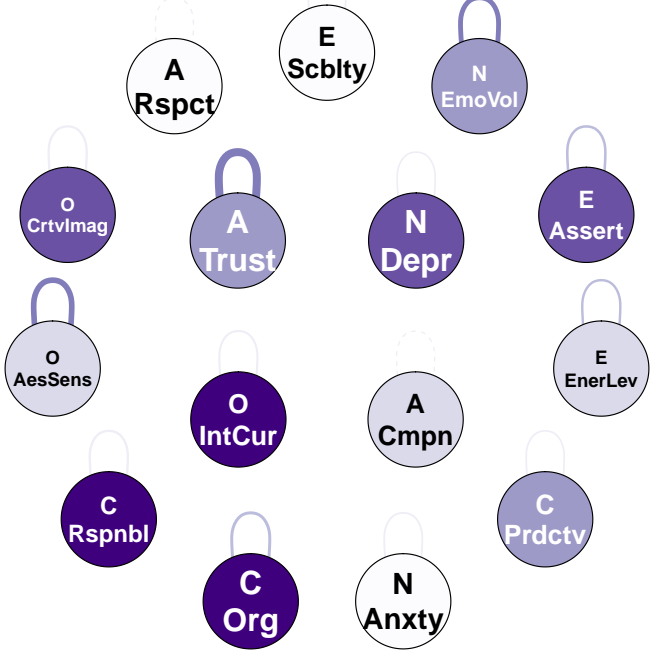 E
Scblty
A
Rspct
N
EmoVol
O
CrtvImag
A
Trust
N
Depr
E
Assert
O
AesSens
E
EnerLev
O
IntCur
A
Cmpn
C
Rspnbl
C
Prdctv
C
Org
N
Anxty